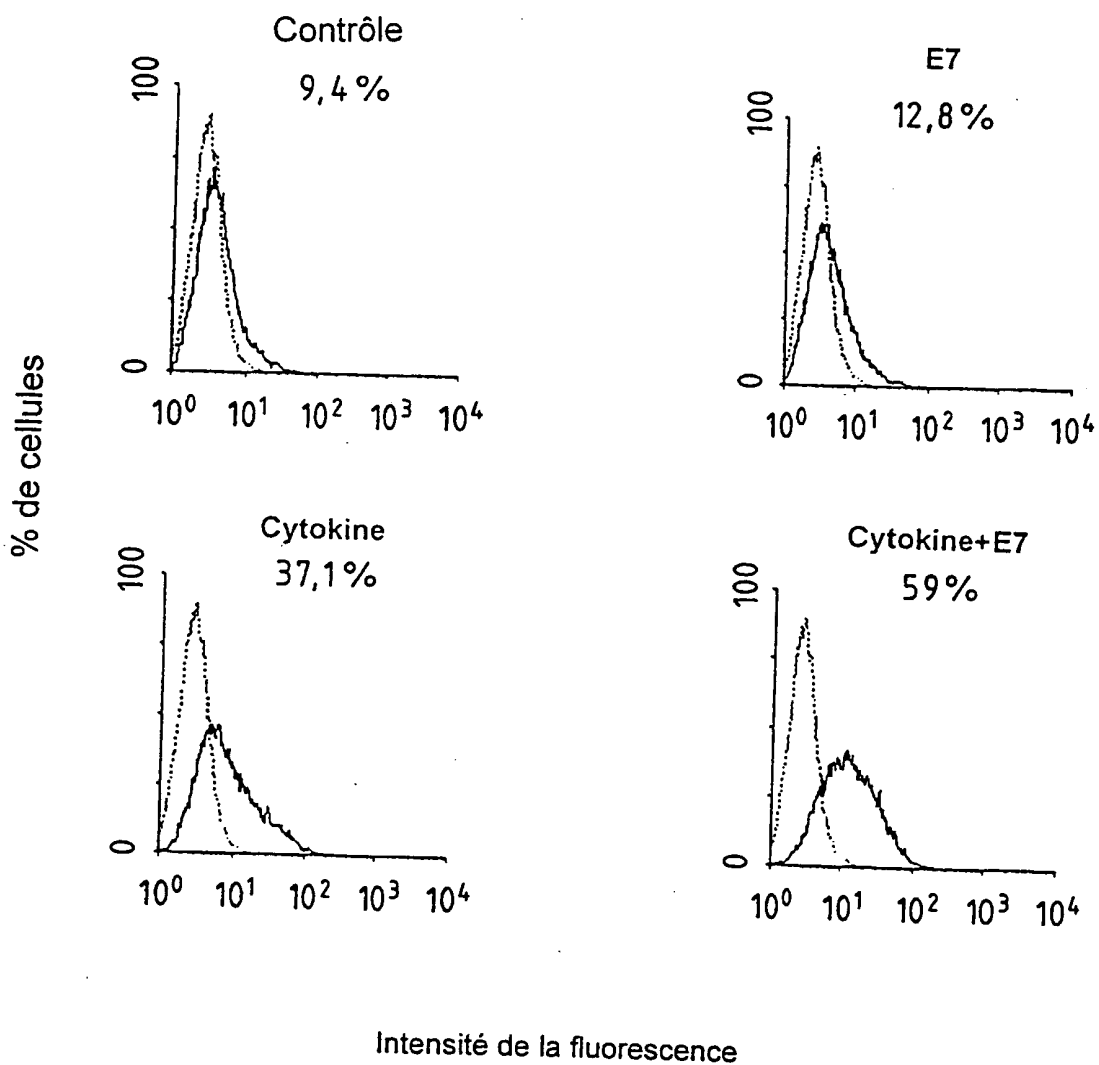 Contrôle
9,4 %
100
0
10⁰ 10¹ 10² 10³ 10⁴
E7
12,8 %
100
0
10⁰ 10¹ 10² 10³ 10⁴
% de cellules
Cytokine
37,1 %
100
0
10⁰ 10¹ 10² 10³ 10⁴
Cytokine+E7
59 %
100
0
10⁰ 10¹ 10² 10³ 10⁴
Intensité de la fluorescence